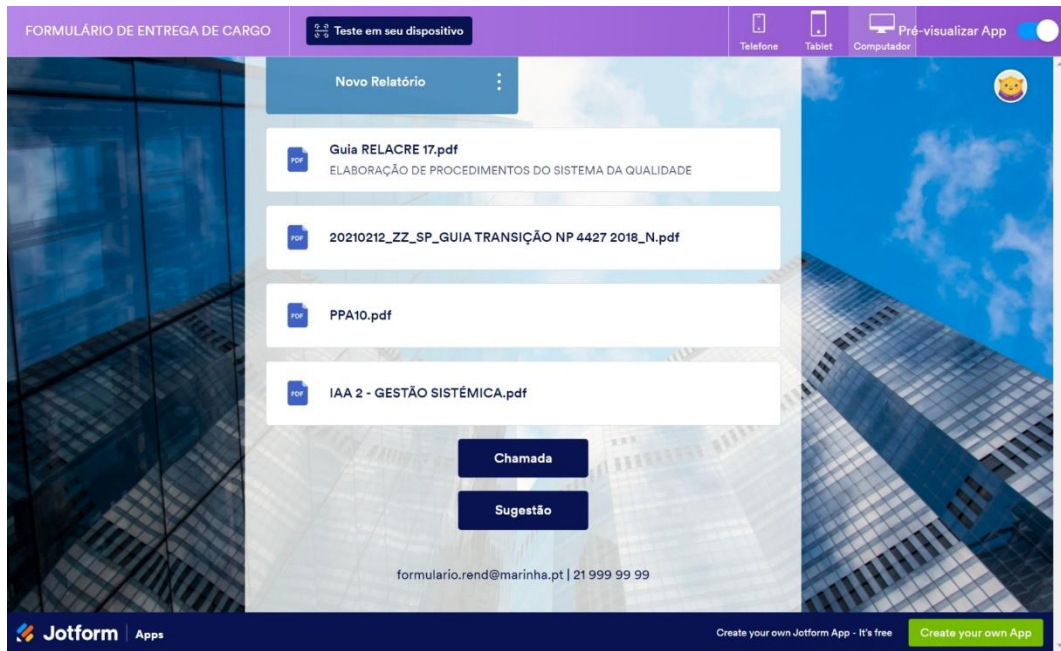 FORMULÁRIO DE ENTREGA DE CARGO
Teste em seu dispositivo
Telefone
Tablet
Computador
Pré-visualizar App
Novo Relatório
PDF
Guia RELACRE 17.pdf
ELABORAÇÃO DE PROCEDIMENTOS DO SISTEMA DA QUALIDADE
PDF
20210212_ZZ_SP_GUIA TRANSIÇÃO NP 4427 2018_N.pdf
PDF
PPA10.pdf
PDF
IAA 2 - GESTÃO SISTÉMICA.pdf
Chamada
Sugestão
formulario.rend@marinha.pt | 21 999 99 99
Jotform Apps
Create your own Jotform App - It's free
Create your own App